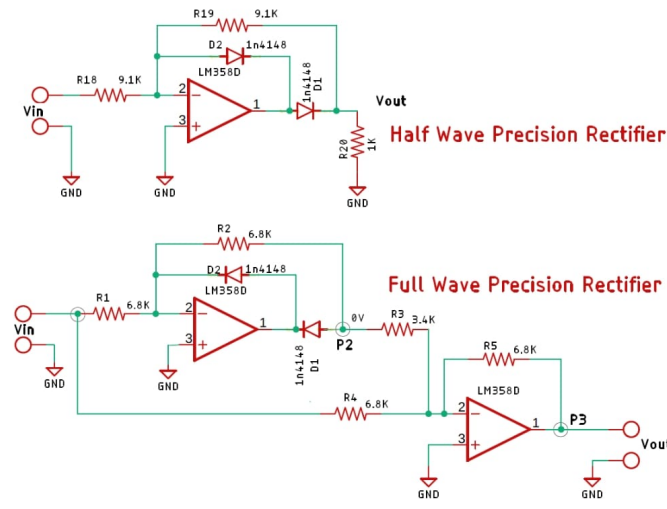 R19 9.1K
D2 1n4148
LM358D
R18 9.1K
1n4148
D1
2
1
3
Vin
Vout
R20
1K
GND
GND
GND
Half Wave Precision Rectifier
R2 6.8K
D2 1n4148
LM358D
R1 6.8K
2
1
3
Vin
GND
GND
1n4148
D1
0V
P2
R3 3.4K
Full Wave Precision Rectifier
R4 6.8K
R5 6.8K
LM358D
2
1
3
P3
Vou
GND
GND